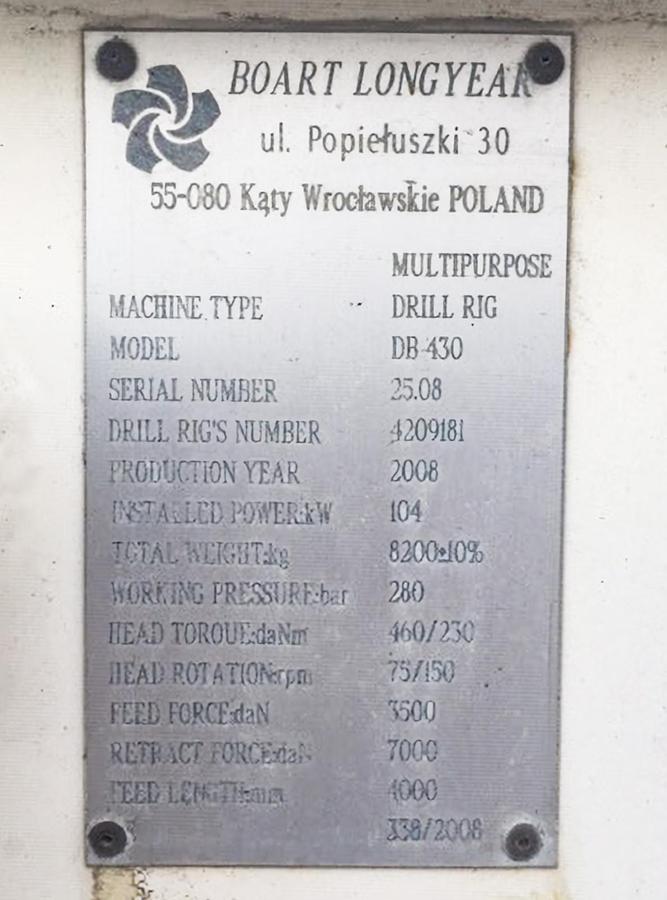 BOART LONGYEAR
ul. Popiełuszki 30
55-080 Kąty Wrocławskie POLAND
MULTIPURPOSE
MACHINE TYPE DRILL RIG
MODEL DB 430
SERIAL NUMBER 25.08
DRILL RIG'S NUMBER 4209181
PRODUCTION YEAR 2008
INSTALLED POWER:kW 104
TOTAL WEIGHT:kg 8200±10%
WORKING PRESSURE:bar 280
HEAD TORQUE:daNm 460/230
HEAD ROTATION:rpm 75/150
FEED FORCE:daN 3500
RETRACT FORCE:daN 7000
FEED LENGTH:mm 4000
338/2008